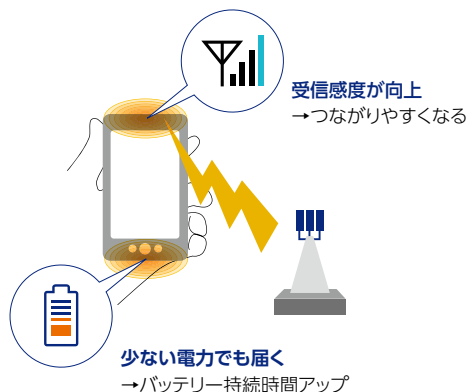 受信感度が向上
→つながりやすくなる
少ない電力でも届く
→バッテリー持続時間アップ